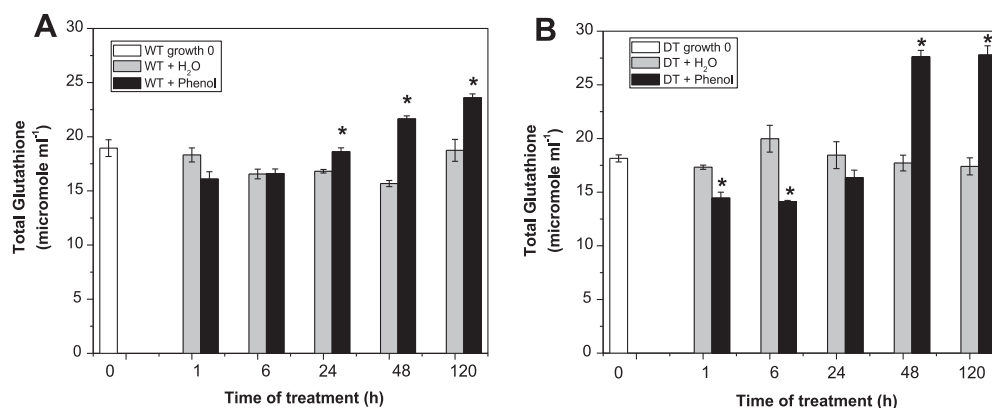 A
WT growth 0
WT + H₂O
WT + Phenol
Total Glutathione
(micromole ml⁻¹)
30
25
20
15
10
5
0
*
*
*
0 1 6 24 48 120
Time of treatment (h)
B
DT growth 0
DT + H₂O
DT + Phenol
Total Glutathione
(micromole ml⁻¹)
30
25
20
15
10
5
0
*
*
*
*
0 1 6 24 48 120
Time of treatment (h)